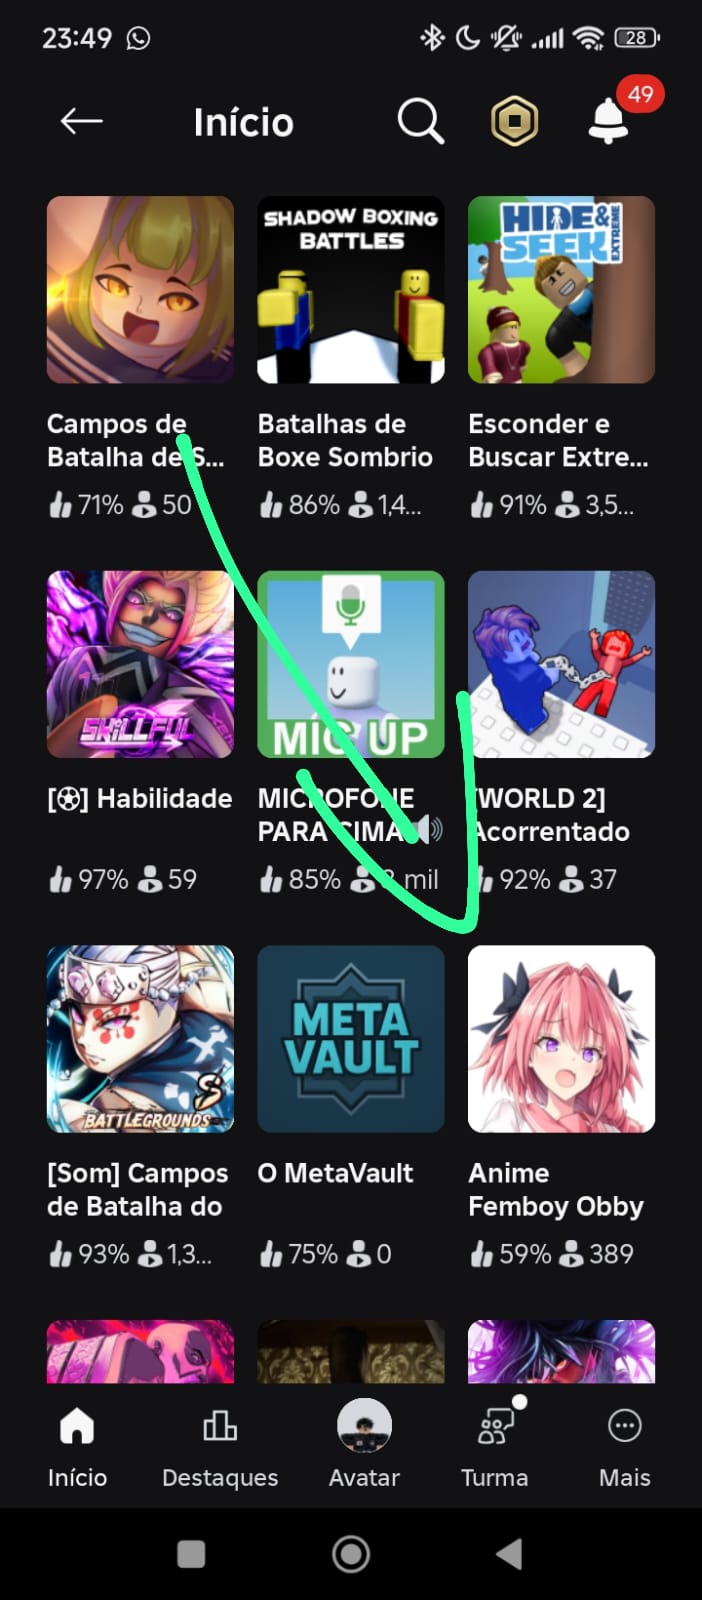 23:49
28
Início
49
SHADOW BOXING
BATTLES
HIDE&
SEEK
EXTREME
Campos de
Batalha de S...
Batalhas de
Boxe Sombrio
Esconder e
Buscar Extre...
71% 50
86% 1,4...
91% 3,5...
SKILLFUL
MIC UP
[⚽] Habilidade
MICROFONE
PARA CIMA 🔊
[WORLD 2]
Acorrentado
97% 59
85% 3 mil
92% 37
S
BATTLEGROUNDS
META
VAULT
[Som] Campos
de Batalha do
O MetaVault
Anime
Femboy Obby
93% 1,3...
75% 0
59% 389
Início
Destaques
Avatar
Turma
Mais